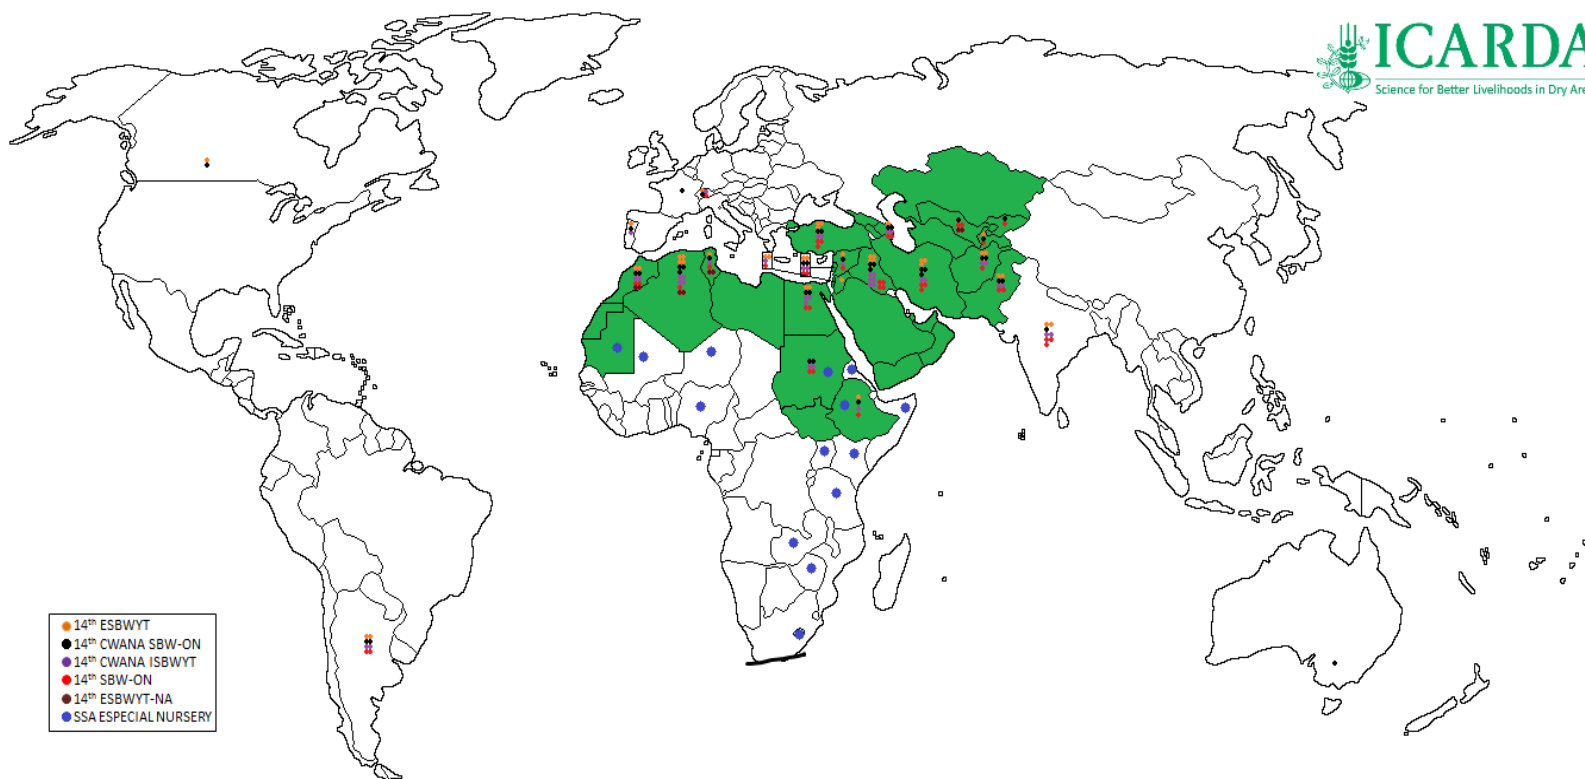 ICARDA
Science for Better Livelihoods in Dry Are
14th ESBWYT
14th CWANA SBW-ON
14th CWANA ISBWYT
14th SBW-ON
14th ESBWYT-NA
SSA ESPECIAL NURSERY